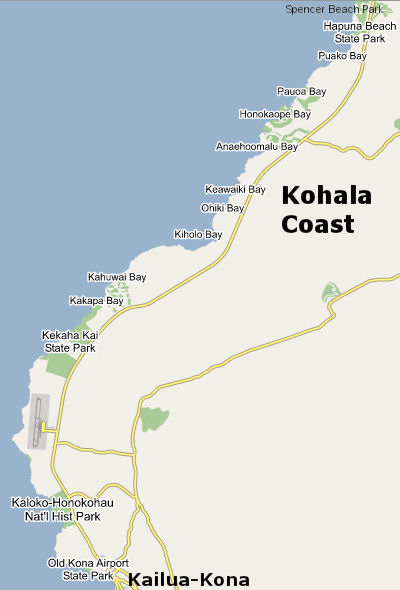 Spencer Beach Park
Hapuna Beach
State Park
Puako Bay
Pauoa Bay
Honokaope Bay
Anaehoomalu Bay
Keawaiki Bay
Kohala
Coast
Ohiki Bay
Kiholo Bay
Kahuwai Bay
Kakapa Bay
Kekaha Kai
State Park
Kaloko-Honokohau
Nat'l Hist Park
Old Kona Airport
State Park
Kailua-Kona